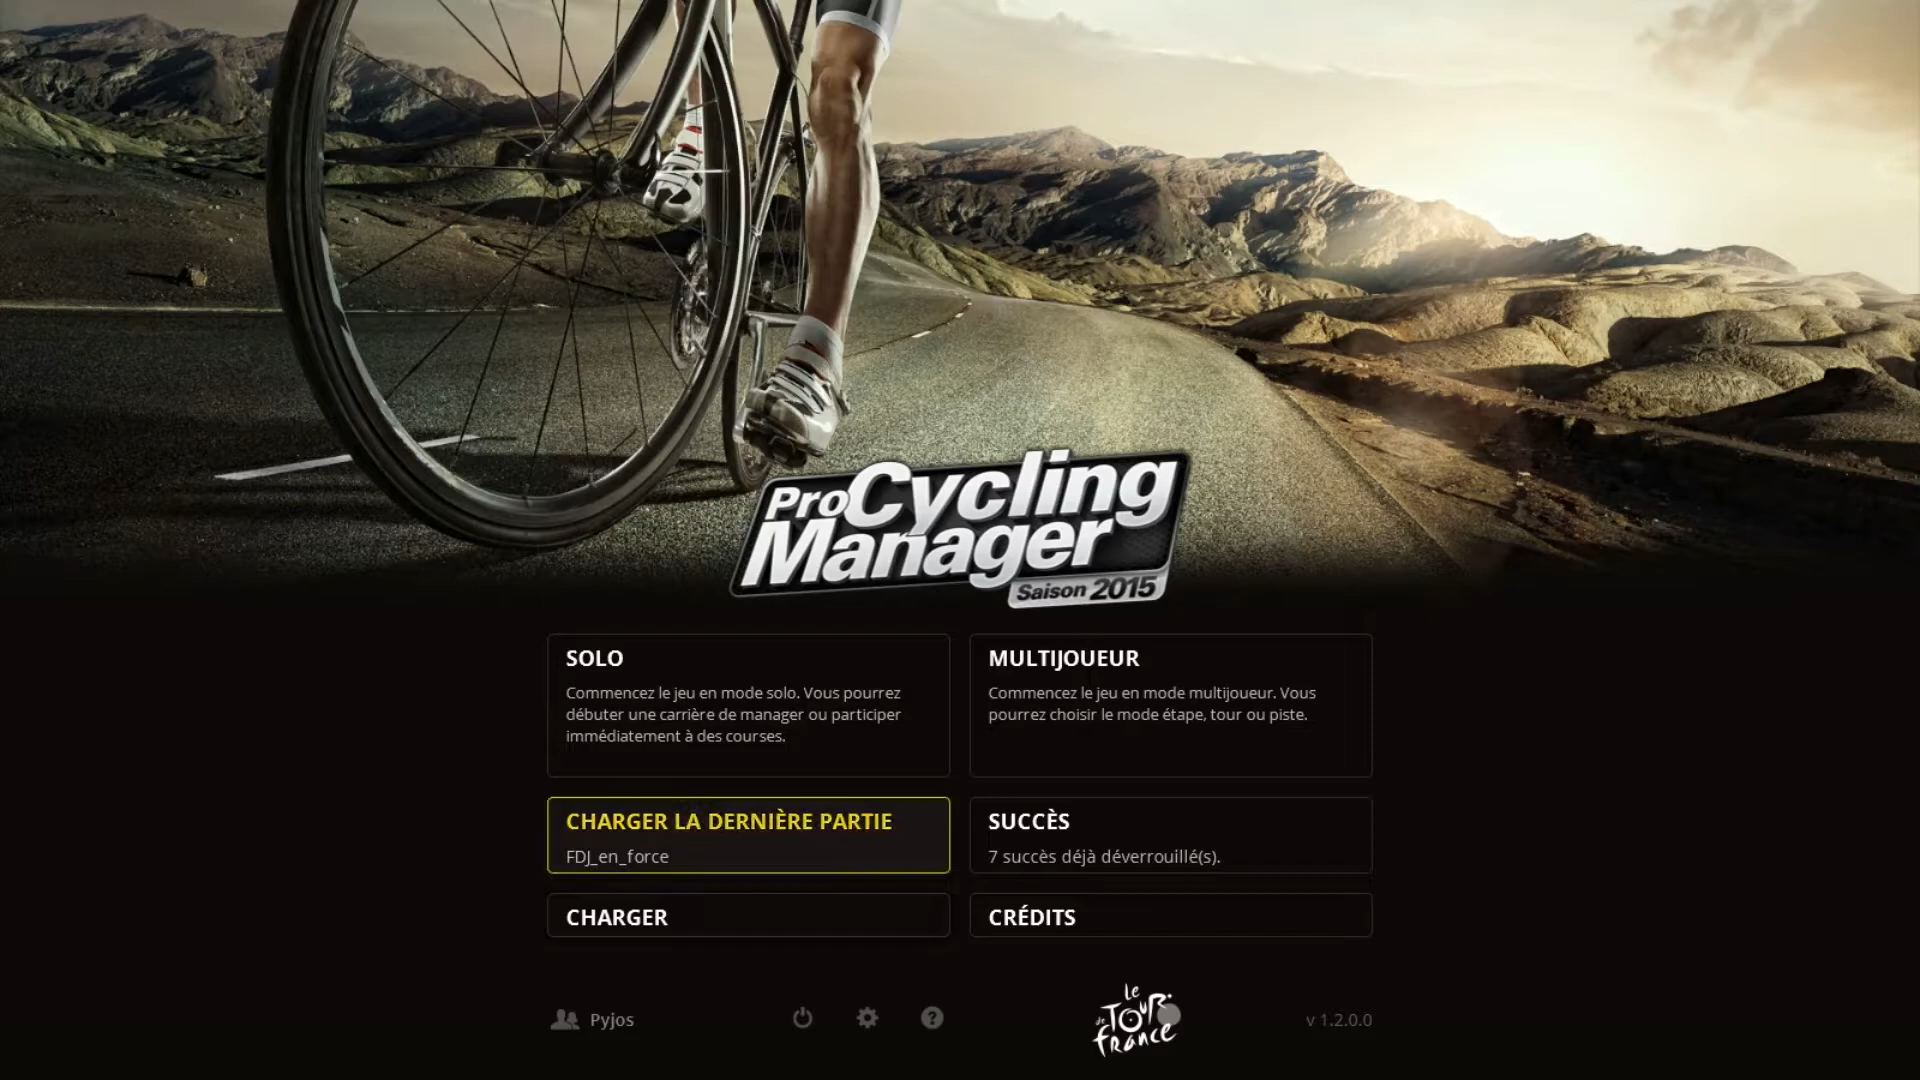 Pro Cycling
Manager
Saison 2015
SOLO
Commencez le jeu en mode solo. Vous pourrez
débuter une carrière de manager ou participer
immédiatement à des courses.
MULTIJOUEUR
Commencez le jeu en mode multijoueur. Vous
pourrez choisir le mode étape, tour ou piste.
CHARGER LA DERNIÈRE PARTIE
FDJ_en_force
SUCCÈS
7 succès déjà déverrouillé(s).
CHARGER
CRÉDITS
Pyjos
?
Le
Tour
de
france
v 1.2.0.0